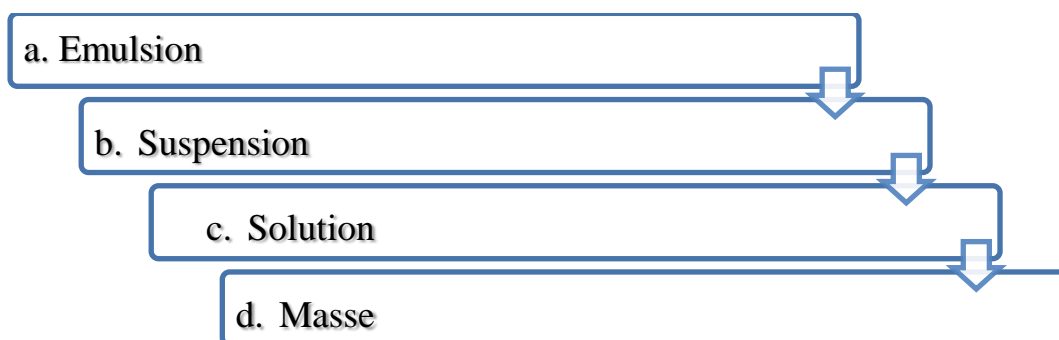 a. Emulsion
b. Suspension
c. Solution
d. Masse